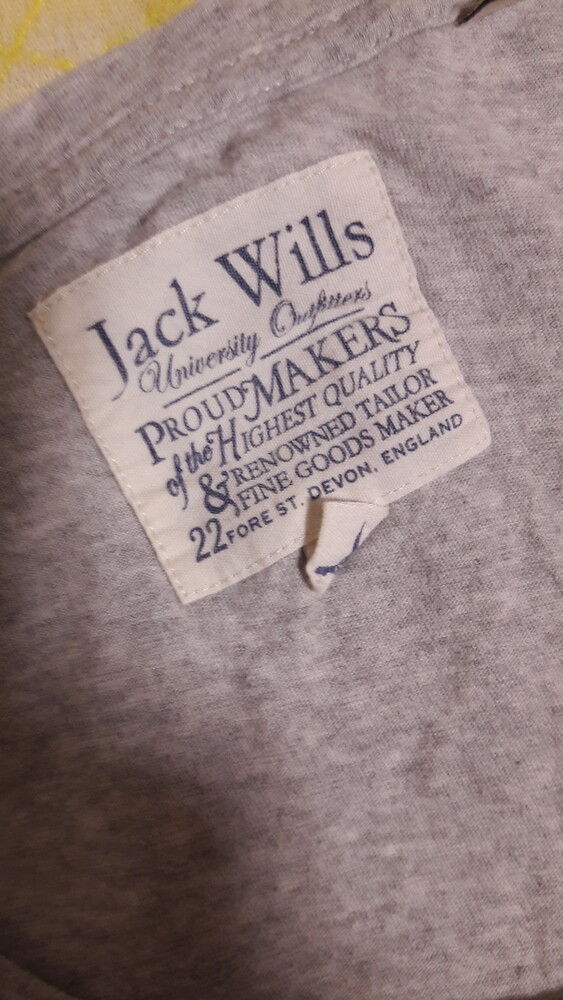 Jack Wills
University Outfitters
PROUD MAKERS
of the HIGHEST QUALITY
& RENOWNED TAILOR
FINE GOODS MAKER
22 FORE ST. DEVON, ENGLAND